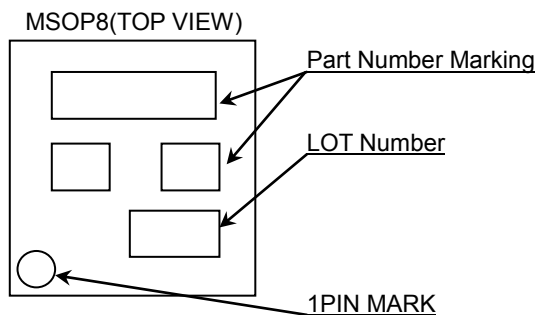 MSOP8(TOP VIEW)
Part Number Marking
LOT Number
1PIN MARK